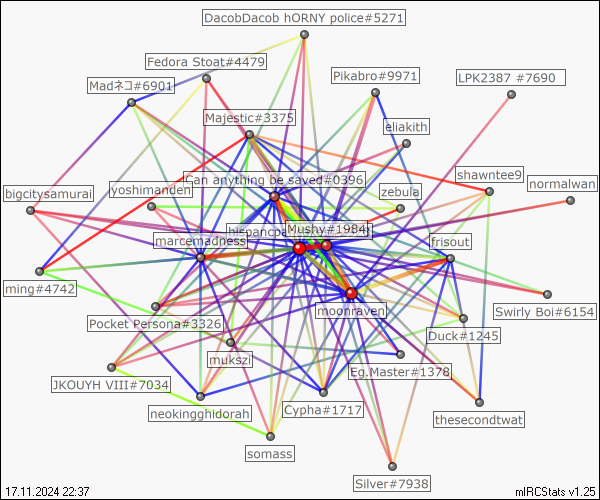 DacobDacob hORNY police#5271
Fedora Stoat#4479
Pikabro#9971
LPK2387 #7690
Madネコ#6901
Majestic#3375
eliakith
shawntee9
Can anything be saved#0396
normalwan
bigcitysamurai
yoshimandeh
zebula
Mushy#1984
marcemadness
frisout
ming#4742
moonraven
Swirly Boi#6154
Pocket Persona#3326
Duck#1245
mukszi
Eg.Master#1378
JKOUYH VIII#7034
neokingghidorah
Cypha#1717
thesecondtwat
somass
Silver#7938
17.11.2024 22:37
mIRCStats v1.25